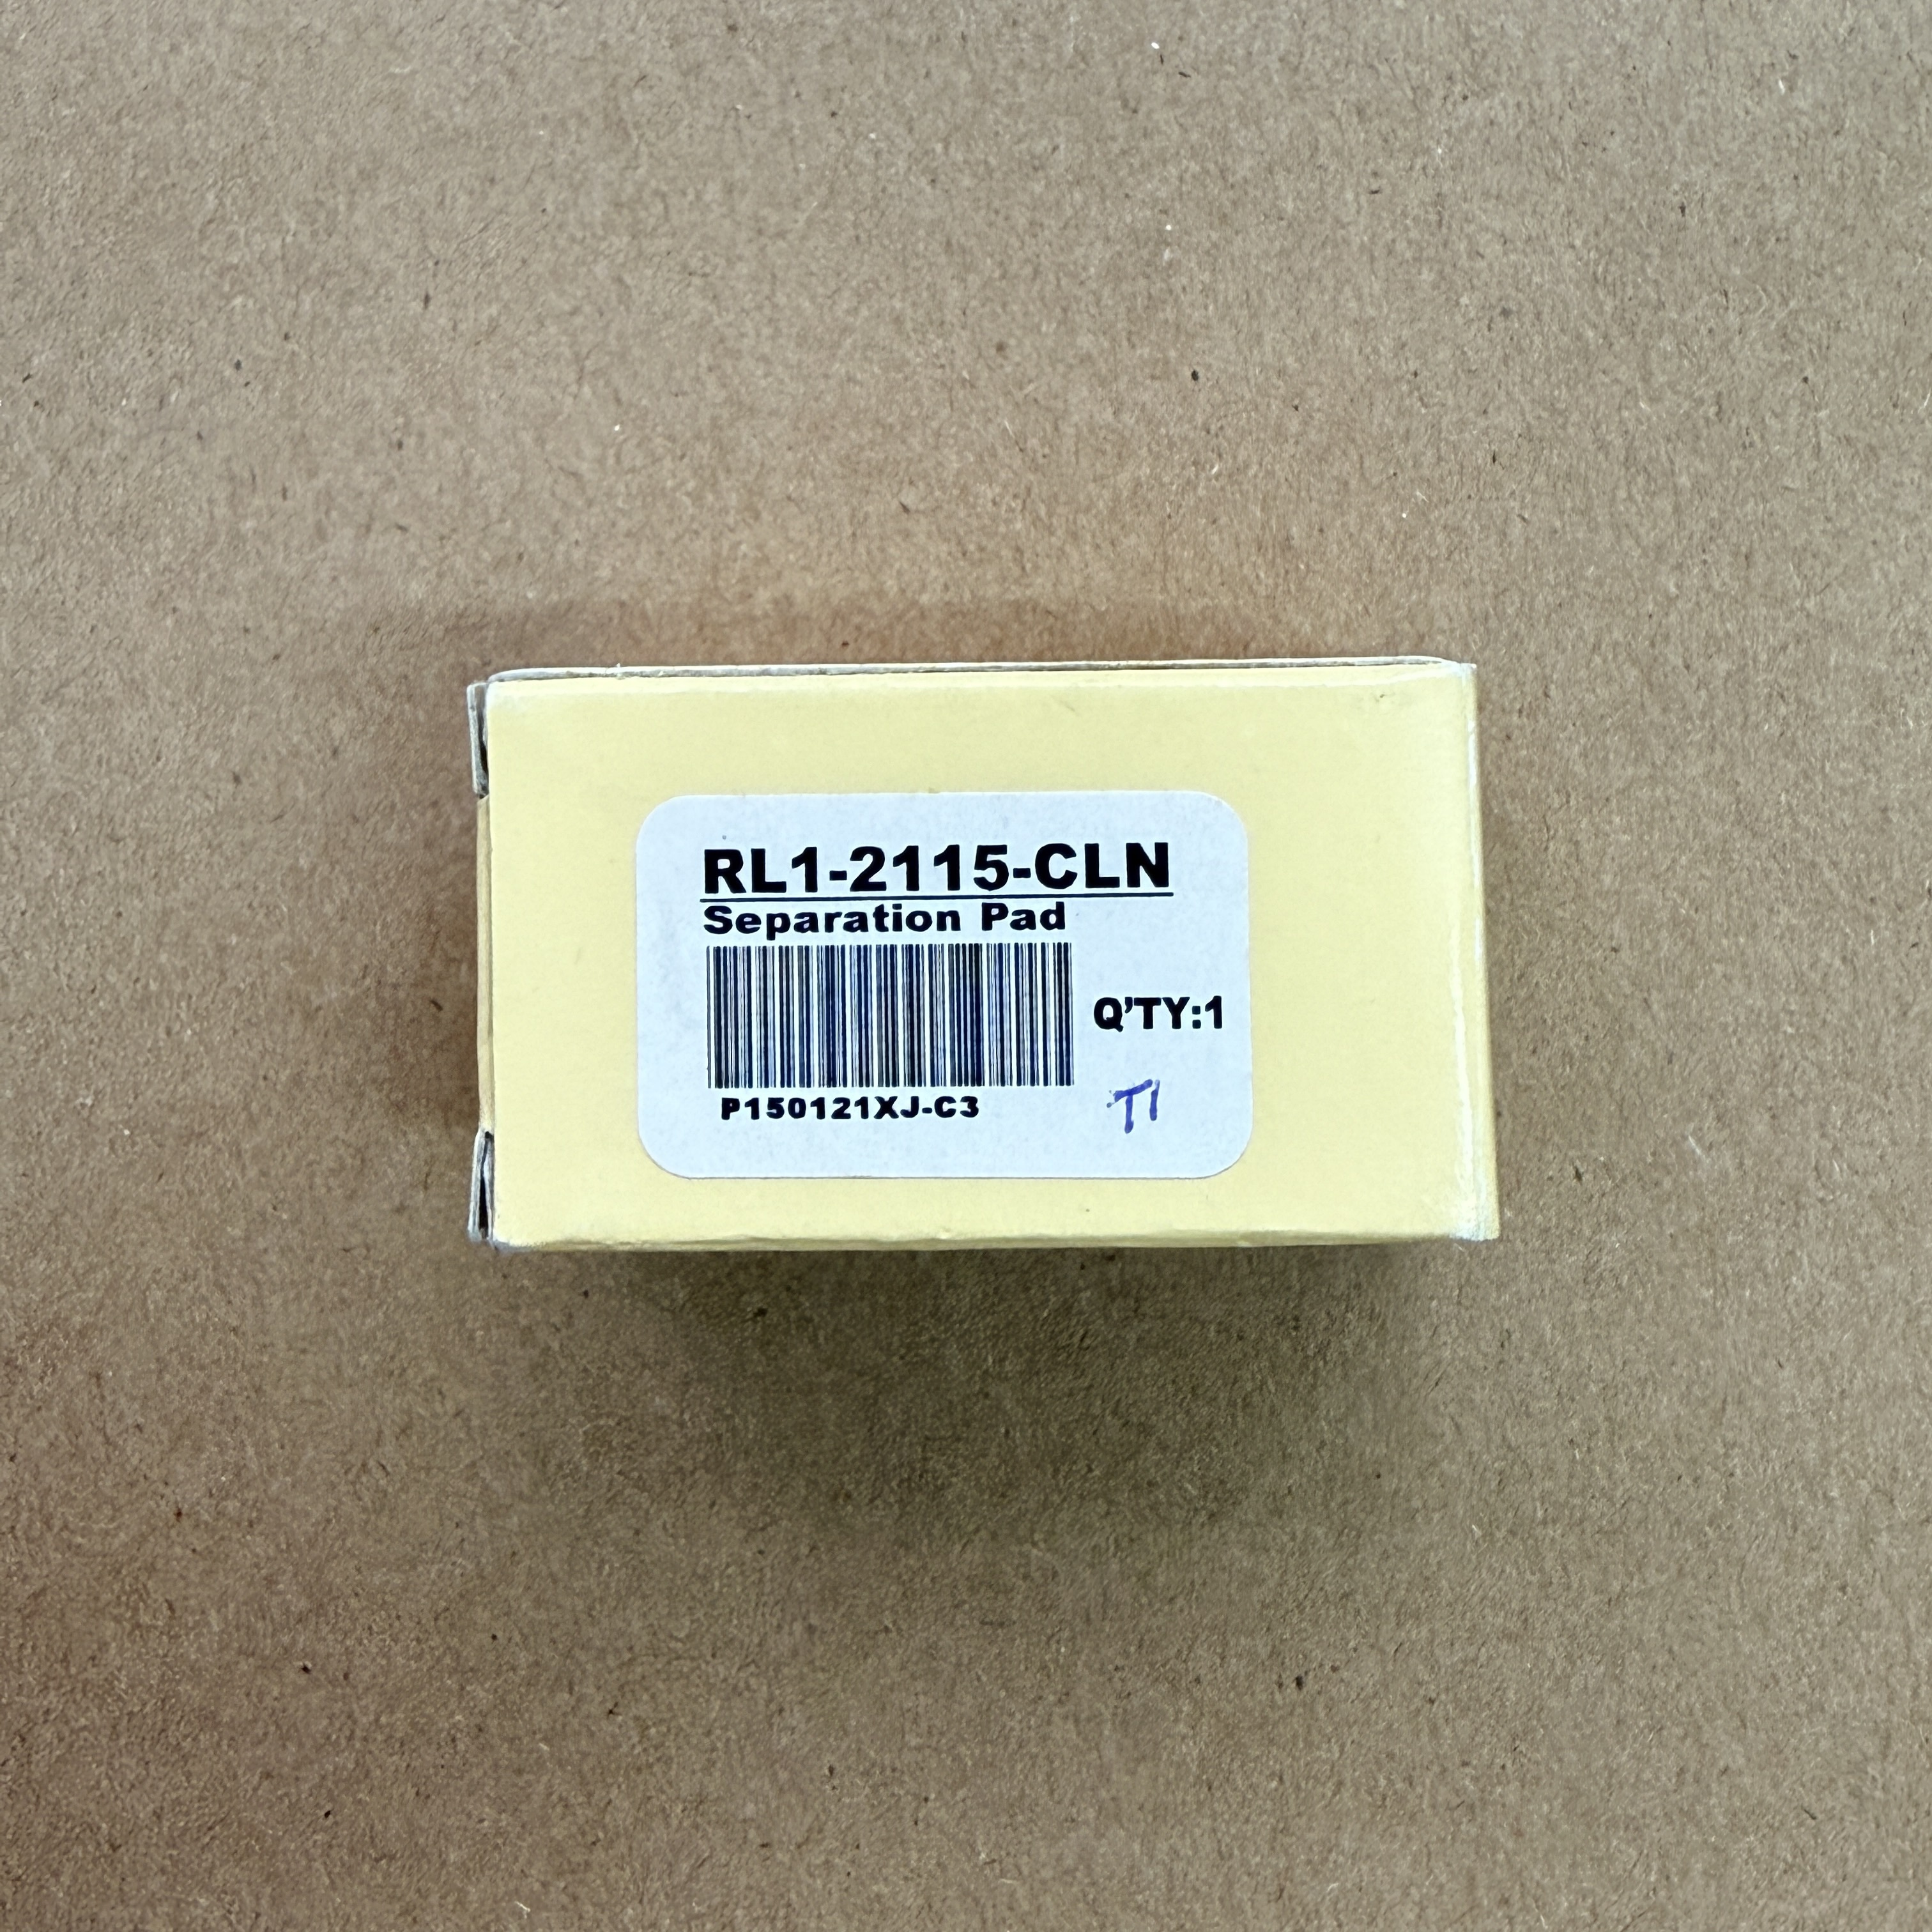 RL1-2115-CLN
Separation Pad
Q'TY:1
P150121XJ-C3
T1